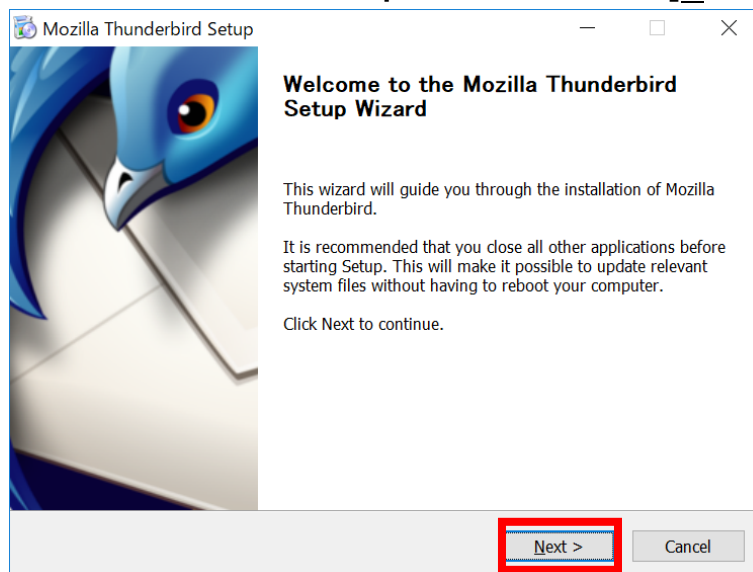 Mozilla Thunderbird Setup
Welcome to the Mozilla Thunderbird
Setup Wizard
This wizard will guide you through the installation of Mozilla
Thunderbird.
It is recommended that you close all other applications before
starting Setup. This will make it possible to update relevant
system files without having to reboot your computer.
Click Next to continue.
Next >
Cancel